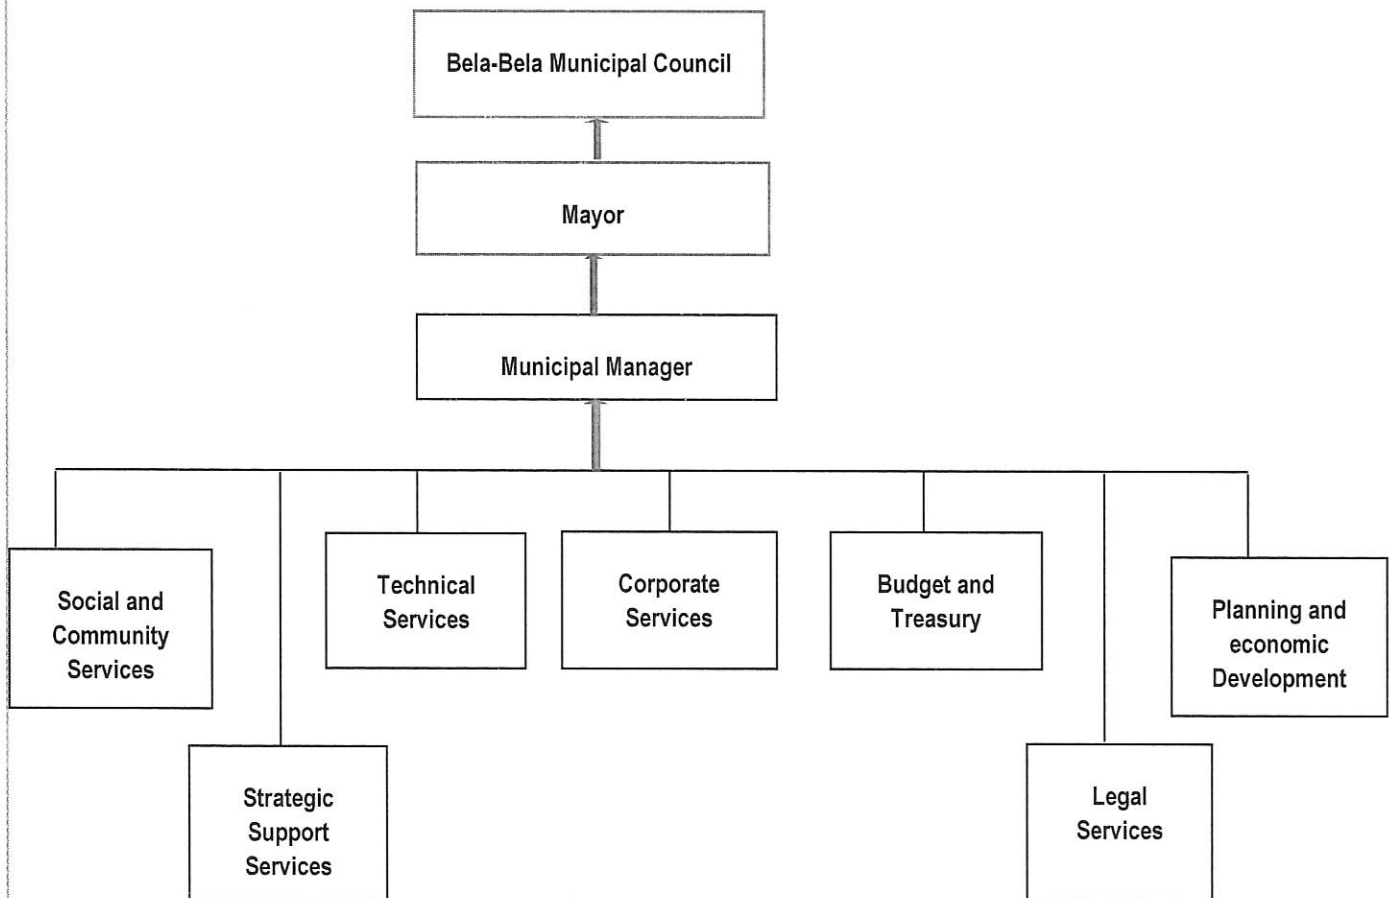 Bela-Bela Municipal Council
Mayor
Municipal Manager
Social and
Community
Services
Technical
Services
Corporate
Services
Budget and
Treasury
Planning and
economic
Development
Strategic
Support
Services
Legal
Services